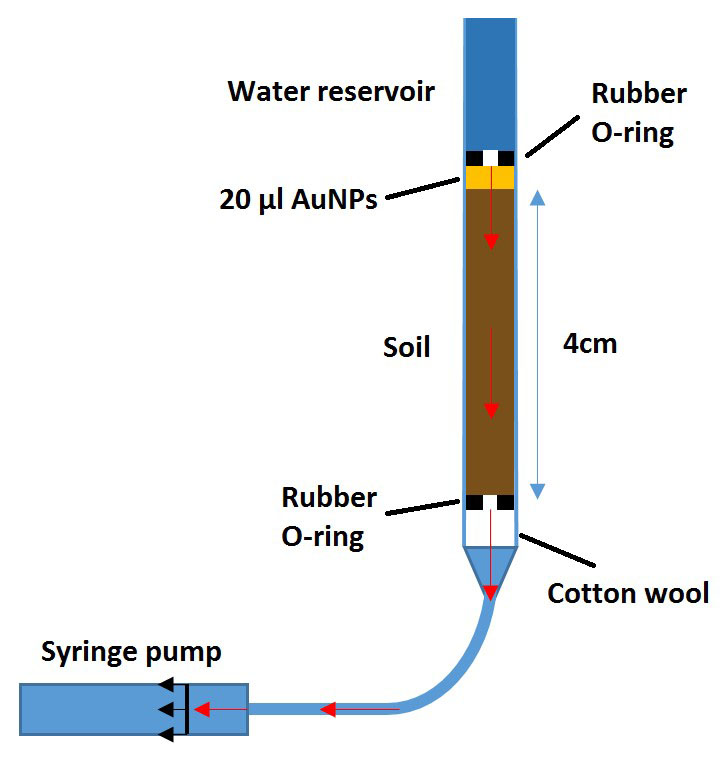 Water reservoir
Rubber
O-ring
20 µl AuNPs
Soil
4cm
Rubber
O-ring
Cotton wool
Syringe pump